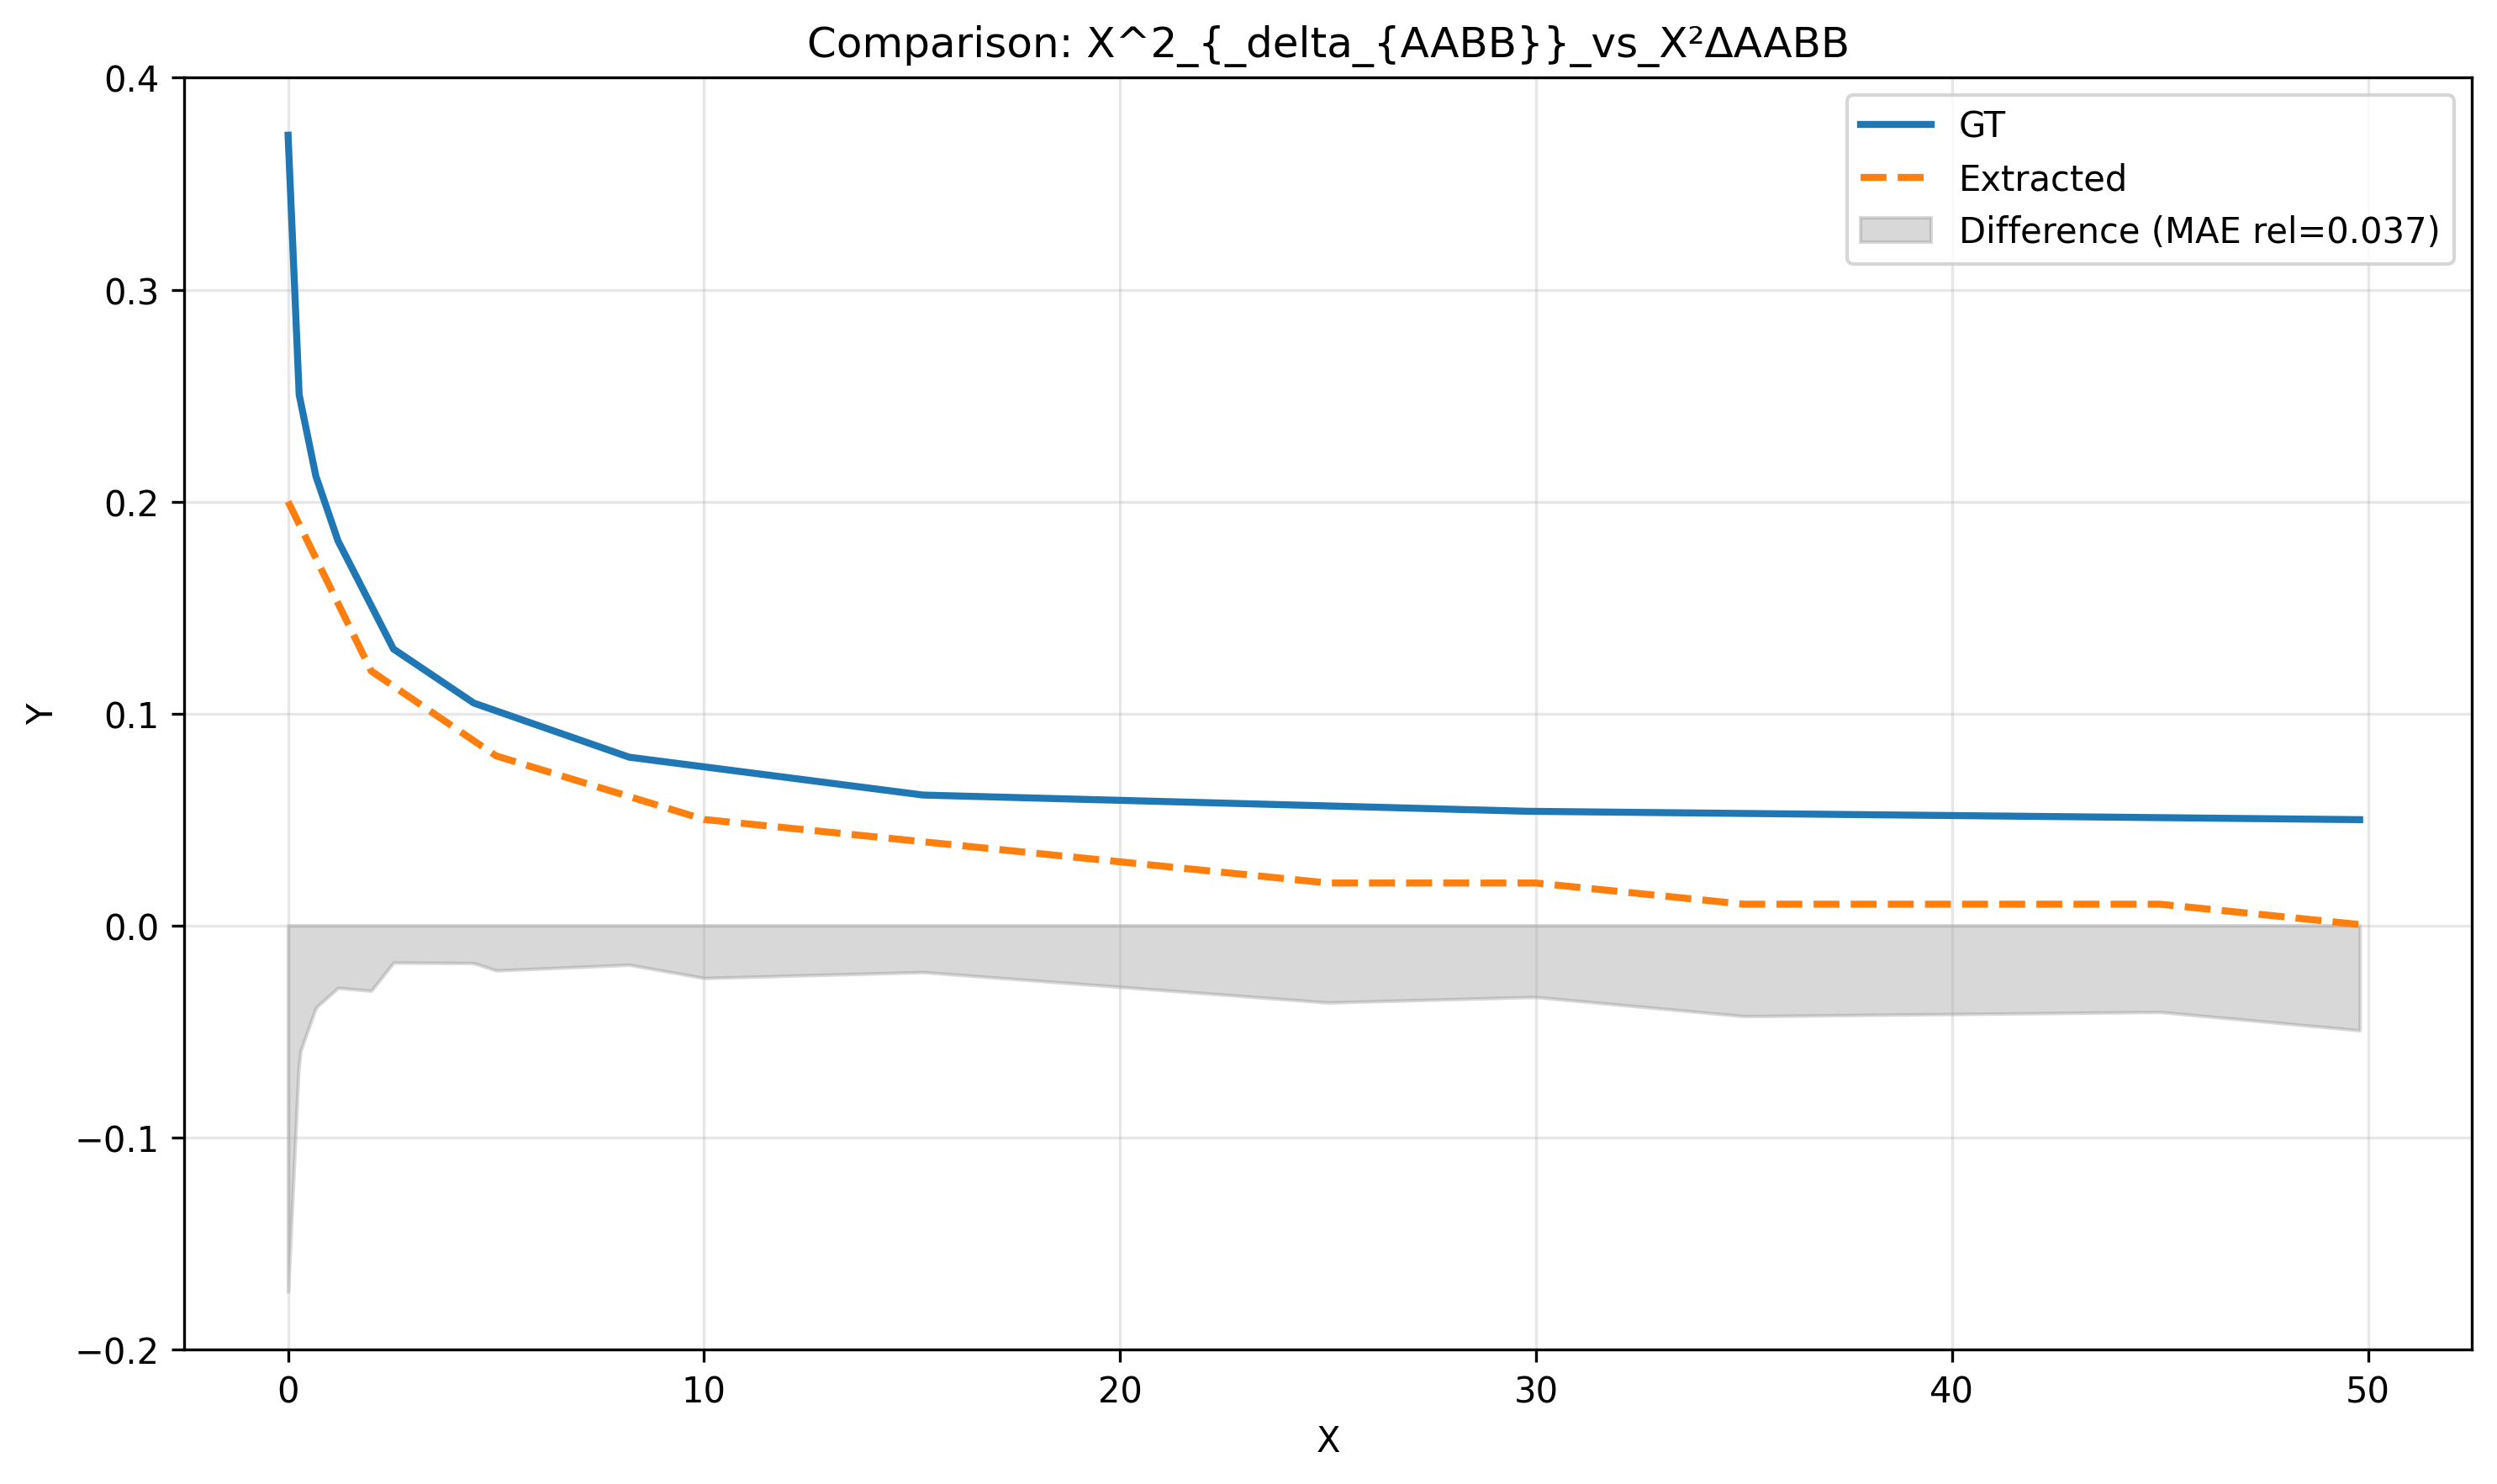 Comparison: X^2_{_delta_{AABB}}_vs_X²ΔAABB
GT
Extracted
Difference (MAE rel=0.037)
0.4
0.3
0.2
0.1
0.0
−0.1
−0.2
Y
0
10
20
30
40
50
X